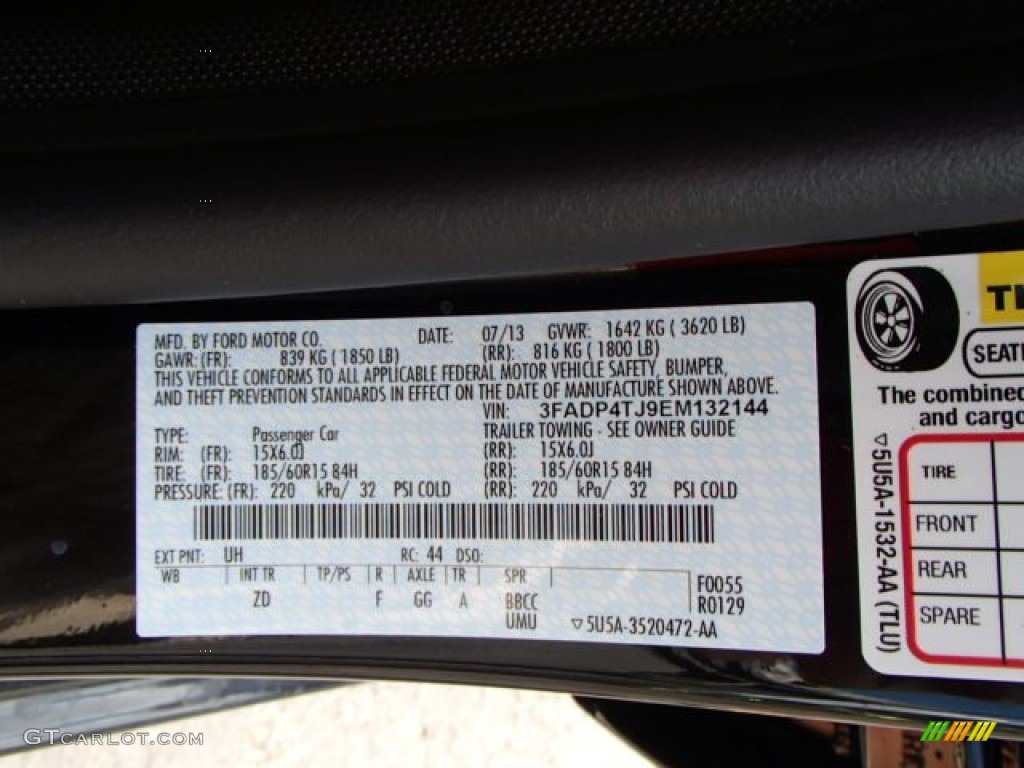 MFD. BY FORD MOTOR CO. DATE: 07/13 GVWR: 1642 KG ( 3620 LB)
GAWR: (FR): 839 KG ( 1850 LB) (RR): 816 KG ( 1800 LB)
THIS VEHICLE CONFORMS TO ALL APPLICABLE FEDERAL MOTOR VEHICLE SAFETY, BUMPER,
AND THEFT PREVENTION STANDARDS IN EFFECT ON THE DATE OF MANUFACTURE SHOWN ABOVE.
VIN: 3FADP4TJ9EM132144
TYPE: Passenger Car TRAILER TOWING - SEE OWNER GUIDE
RIM: (FR): 15X6.0J (RR): 15X6.0J
TIRE: (FR): 185/60R15 84H (RR): 185/60R15 84H
PRESSURE: (FR): 220 kPa/ 32 PSI COLD (RR): 220 kPa/ 32 PSI COLD
EXT PNT: UH RC: 44 DSO:
WB INT TR TP/PS R AXLE TR SPR
ZD F GG A BBCC
UMU
F0055
R0129
5U5A-3520472-AA
SEATI
The combined
and cargo
TIRE
FRONT
REAR
SPARE
5U5A-1532-AA (TLU)
GTCARLOT.COM